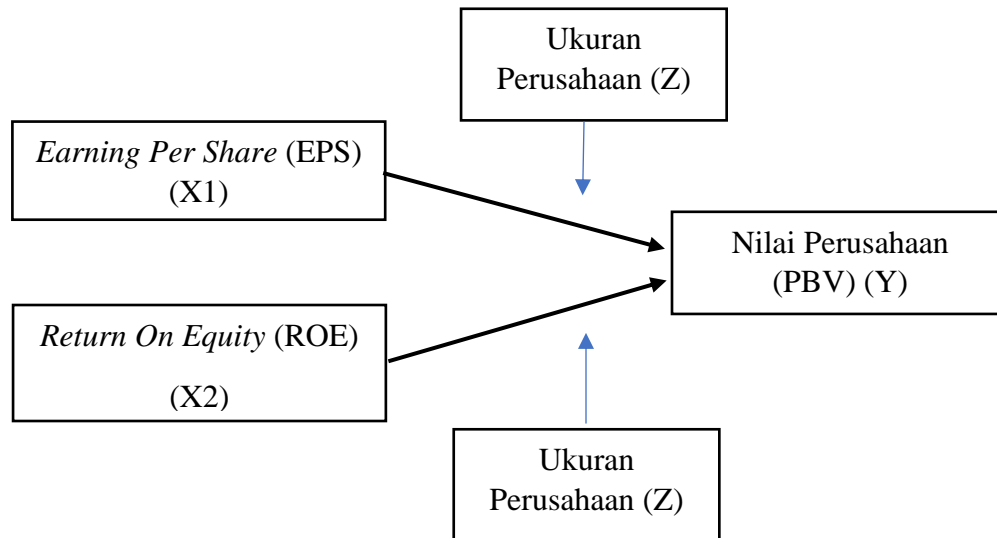 Ukuran
Perusahaan (Z)
Earning Per Share (EPS)
(X1)
Nilai Perusahaan
(PBV) (Y)
Return On Equity (ROE)
(X2)
Ukuran
Perusahaan (Z)